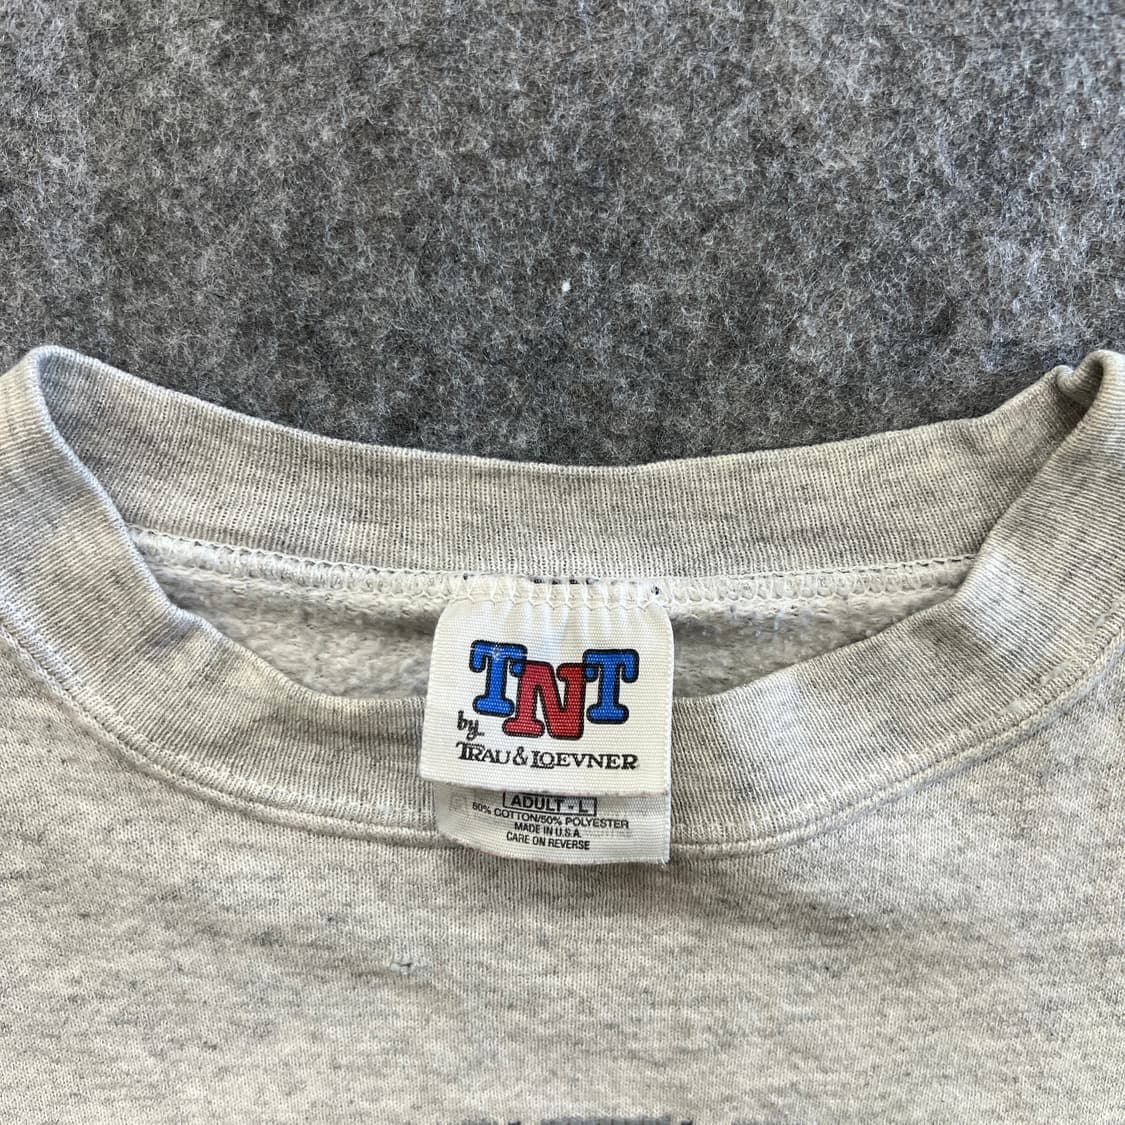 TNT
by
TRAU & LOEVNER
ADULT - L
50% COTTON/50% POLYESTER
MADE IN U.S.A.
CARE ON REVERSE